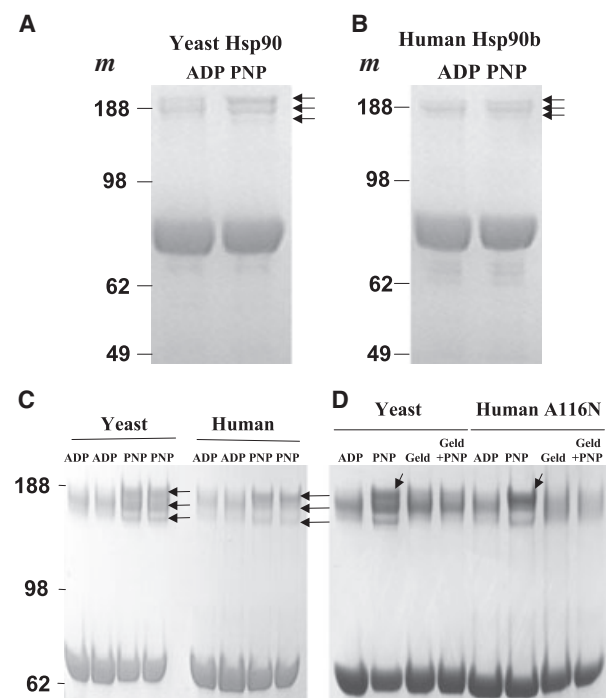 A
Yeast Hsp90
m
ADP PNP
188
98
62
49
B
Human Hsp90b
m
ADP PNP
188
98
62
49
C
Yeast Human
ADP ADP PNP PNP ADP ADP PNP PNP
188
98
62
D
Yeast Human A116N
ADP PNP Geld Geld +PNP ADP PNP Geld Geld +PNP